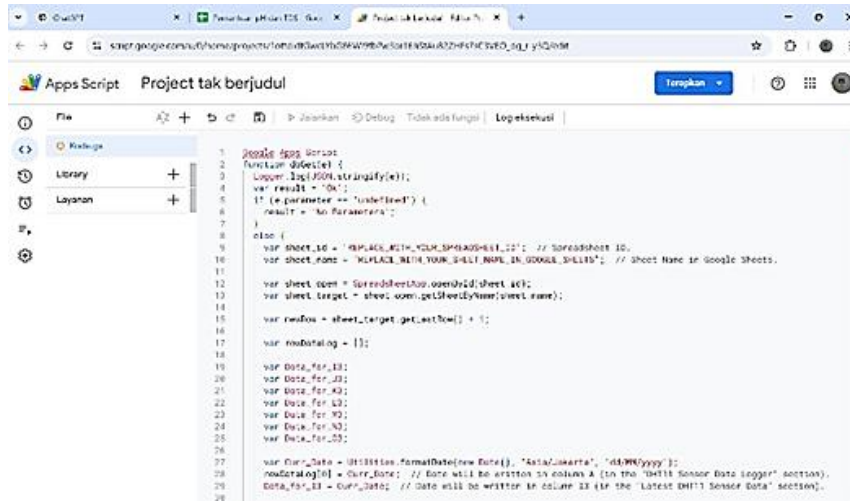 ChatGPT
Apps Script
Project tak berjudul
Terapkan
File
Jalankan
Debug
Tidak ada fungsi
Log eksekusi
Kode.gs
Library
Layanan
1 Google Apps Script
2 function doGet(e) {
3 Logger.log(JSON.stringify(e));
4 var result = 'Ok';
5 if (e.parameter == 'undefined') {
6 result = 'No Parameters';
7 }
8 else {
9 var sheet_id = 'REPLACE_WITH_YOUR_SPREADSHEET_ID'; // Spreadsheet ID.
10 var sheet_name = "REPLACE_WITH_YOUR_SHEET_NAME_IN_GOOGLE_SHEETS"; // Sheet Name in Google Sheets.
11
12 var sheet_open = SpreadsheetApp.openById(sheet_id);
13 var sheet_target = sheet_open.getSheetByName(sheet_name);
14
15 var newRow = sheet_target.getLastRow() + 1;
16
17 var rowDataLog = [];
18
19 var Data_for_I3;
20 var Data_for_J3;
21 var Data_for_K3;
22 var Data_for_L3;
23 var Data_for_M3;
24 var Data_for_N3;
25 var Data_for_O3;
26
27 var Curr_Date = Utilities.formatDate(new Date(), "Asia/Jakarta", 'dd/MM/yyyy');
28 rowDataLog[0] = Curr_Date; // Date will be written in column A (in the "DHT11 Sensor Data Logger" section).
29 Data_for_I3 = Curr_Date; // Date will be written in column I3 (in the "Latest DHT11 Sensor Data" section).
30